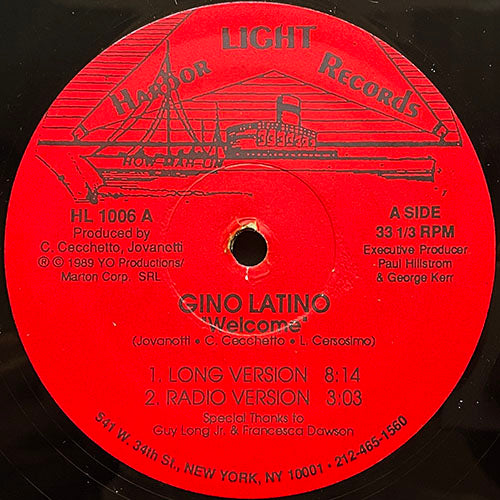 HARBOR LIGHT RECORDS
HL 1006 A
Produced by
C. Cecchetto, Jovanotti
℗ © 1989 YO Productions/
Marton Corp. SRL
A SIDE
33 1/3 RPM
Executive Producer
Paul Hillstrom
& George Kerr
GINO LATINO
"Welcome"
(Jovanotti • C. Cecchetto • L. Cersosimo)
1. LONG VERSION 8:14
2. RADIO VERSION 3:03
Special Thanks to
Guy Long Jr. & Francesca Dawson
541 W. 34th St., NEW YORK, NY 10001 • 212-465-1560